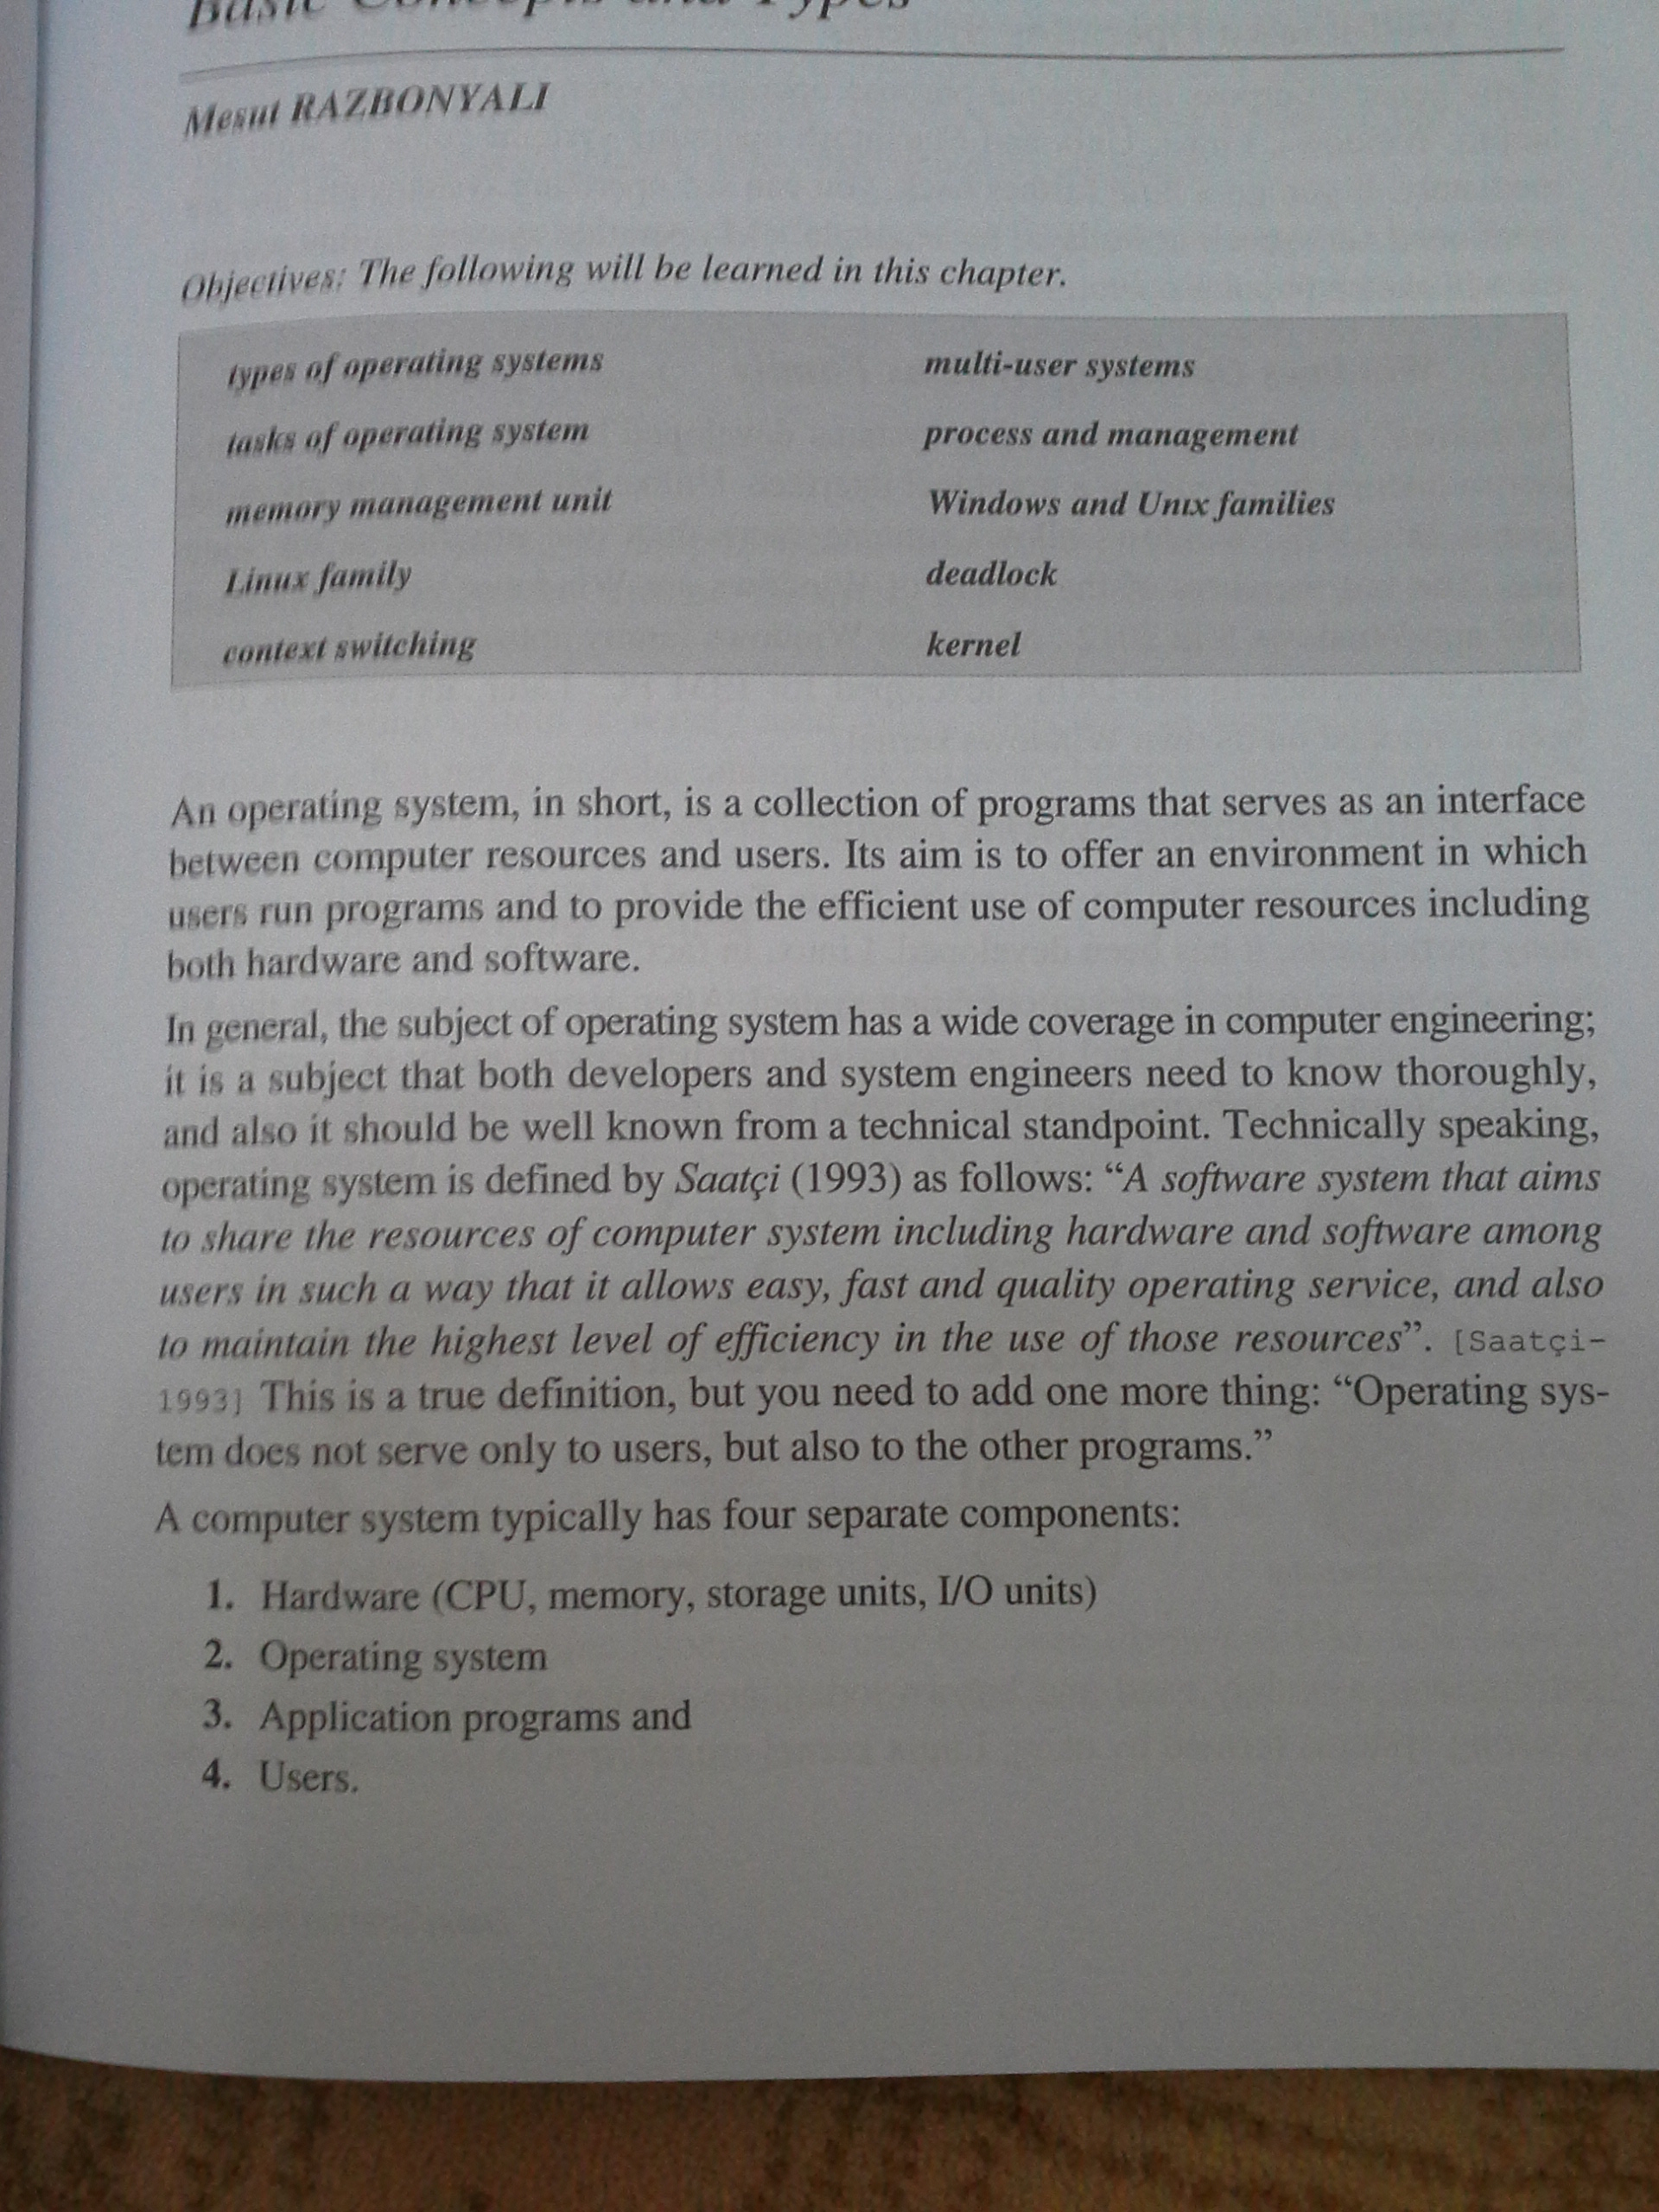 Basic Concepts and Types
Mesut RAZBONYALI
Objectives: The following will be learned in this chapter.
types of operating systems
multi-user systems
tasks of operating system
process and management
memory management unit
Windows and Unıx families
Linux family
deadlock
context switching
kernel
An operating system, in short, is a collection of programs that serves as an interface
between computer resources and users. Its aim is to offer an environment in which
users run programs and to provide the efficient use of computer resources including
both hardware and software.
In general, the subject of operating system has a wide coverage in computer engineering;
it is a subject that both developers and system engineers need to know thoroughly,
and also it should be well known from a technical standpoint. Technically speaking,
operating system is defined by Saatçi (1993) as follows: “A software system that aims
to share the resources of computer system including hardware and software among
users in such a way that it allows easy, fast and quality operating service, and also
to maintain the highest level of efficiency in the use of those resources”. [Saatçi-
1993] This is a true definition, but you need to add one more thing: “Operating sys-
tem does not serve only to users, but also to the other programs.”
A computer system typically has four separate components:
1. Hardware (CPU, memory, storage units, I/O units)
2. Operating system
3. Application programs and
4. Users.